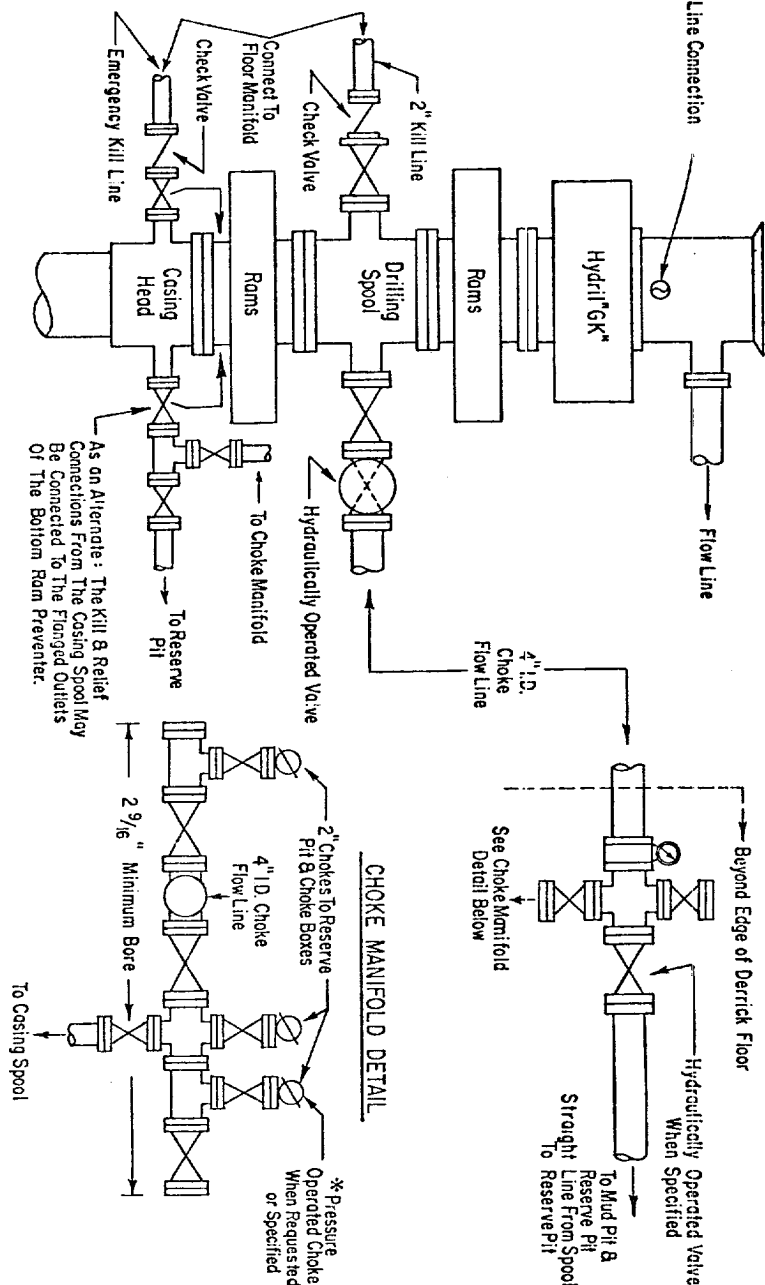 Line Connection
Flow Line
Hydril "GK"
Rams
2" Kill Line
Check Valve
Drilling
Spool
Hydraulically Operated Valve
4" I.D.
Choke
Flow Line
Connect To
Floor Manifold
Rams
Check Valve
Emergency Kill Line
Casing
Head
To Choke Manifold
To Reserve
Pit
As an Alternate: The Kill & Relief
Connections From The Casing Spool May
Be Connected To The Flanged Outlets
Of The Bottom Ram Preventer.
Beyond Edge of Derrick Floor
Hydraulically Operated Valve
When Specified
To Mud Pit &
Reserve Pit
Straight Line From Spool
To Reserve Pit
See Choke Manifold
Detail Below
CHOKE MANIFOLD DETAIL
2" Chokes To Reserve
Pit & Choke Boxes
4" I.D. Choke
Flow Line
2 9/16" Minimum Bore
To Casing Spool
*Pressure
Operated Choke
When Requested
or Specified